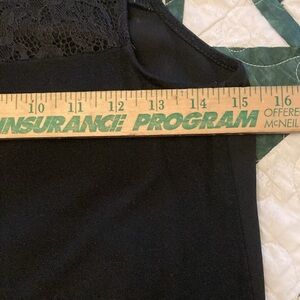 10 11 12 13 14 15 16
INSURANCE PROGRAM OFFERE
McNEIL